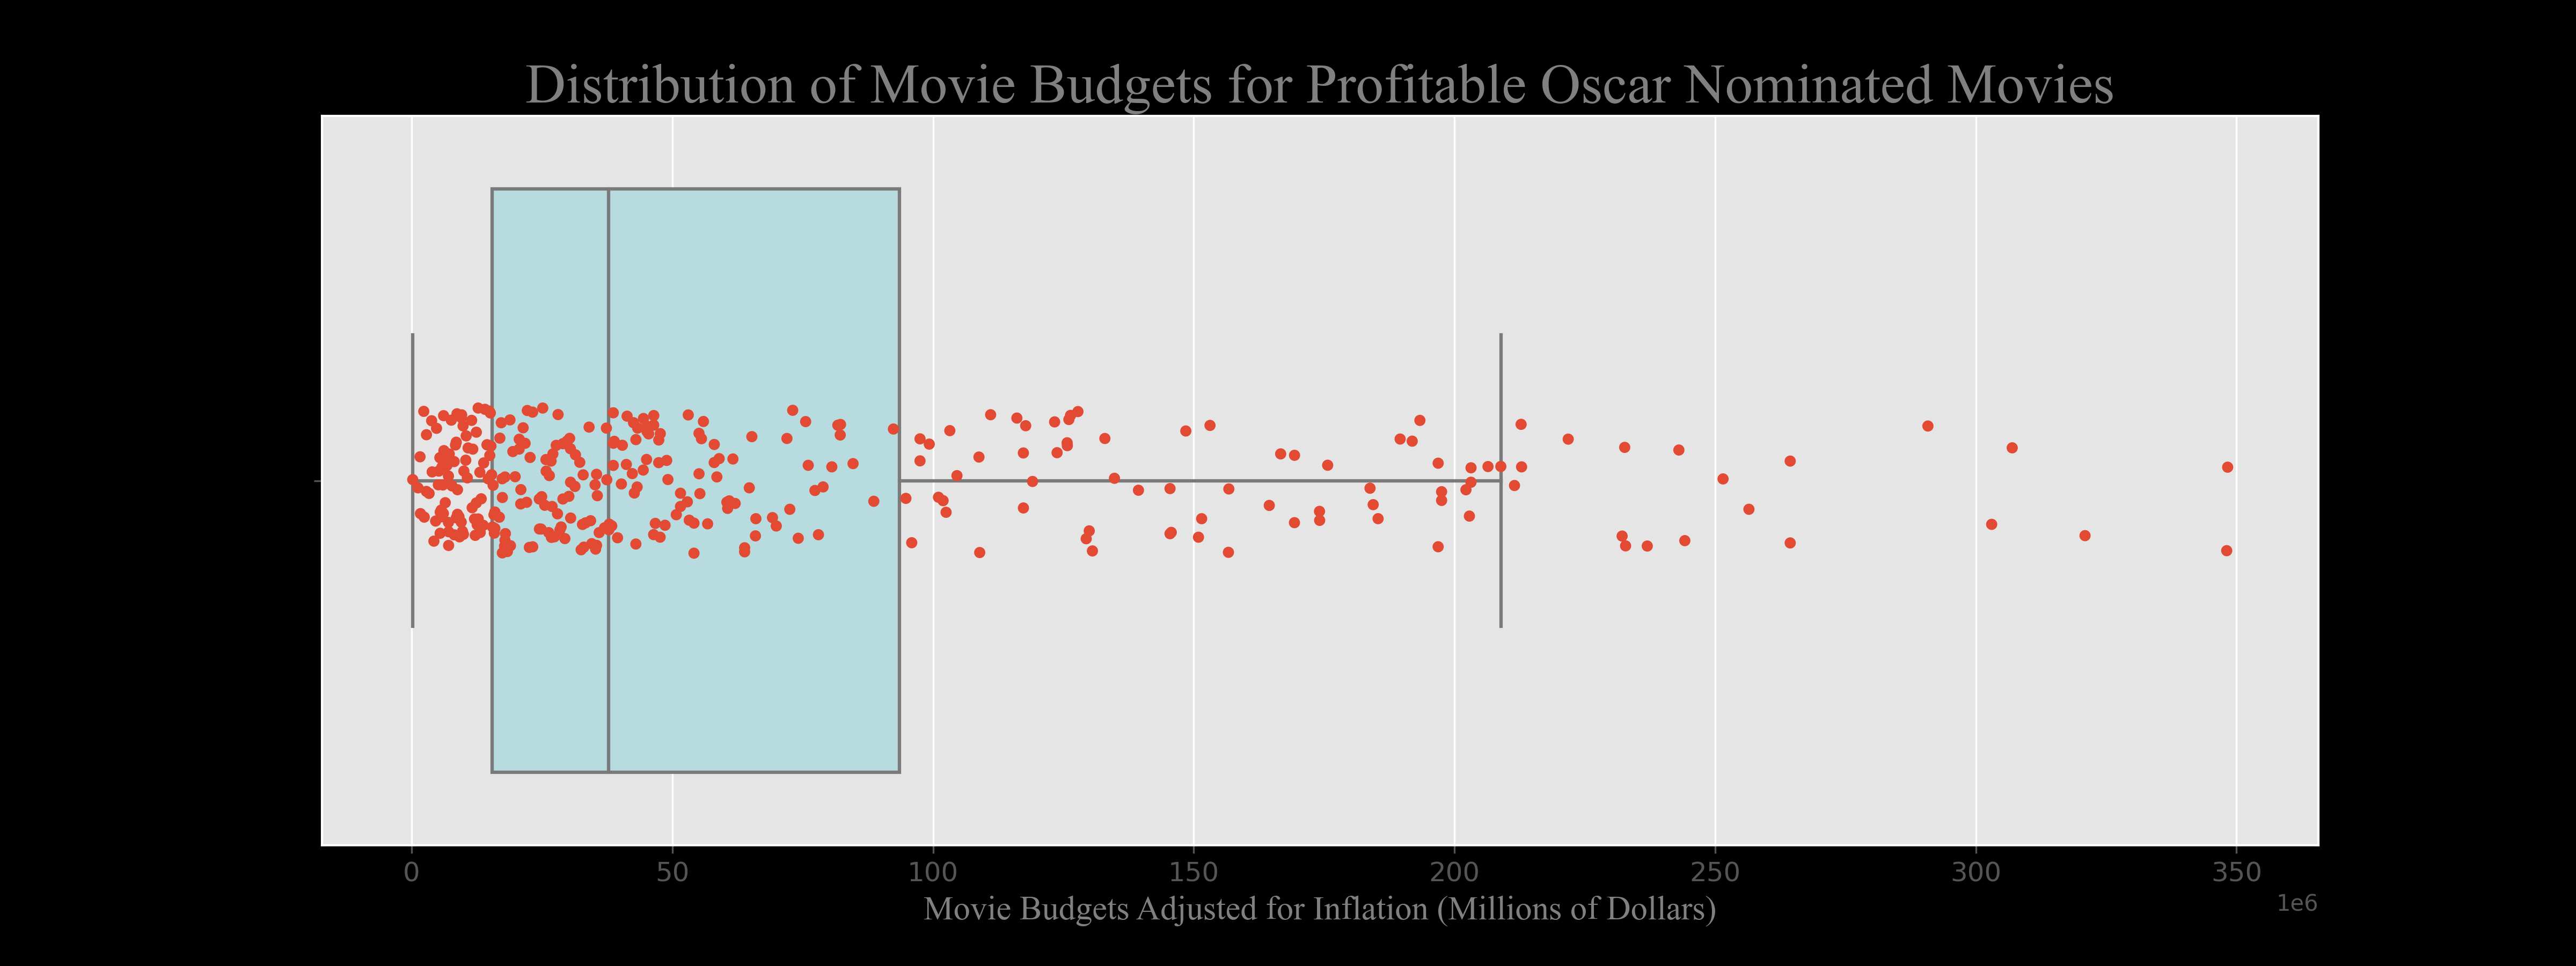 Distribution of Movie Budgets for Profitable Oscar Nominated Movies
0 50 100 150 200 250 300 350
1e6
Movie Budgets Adjusted for Inflation (Millions of Dollars)